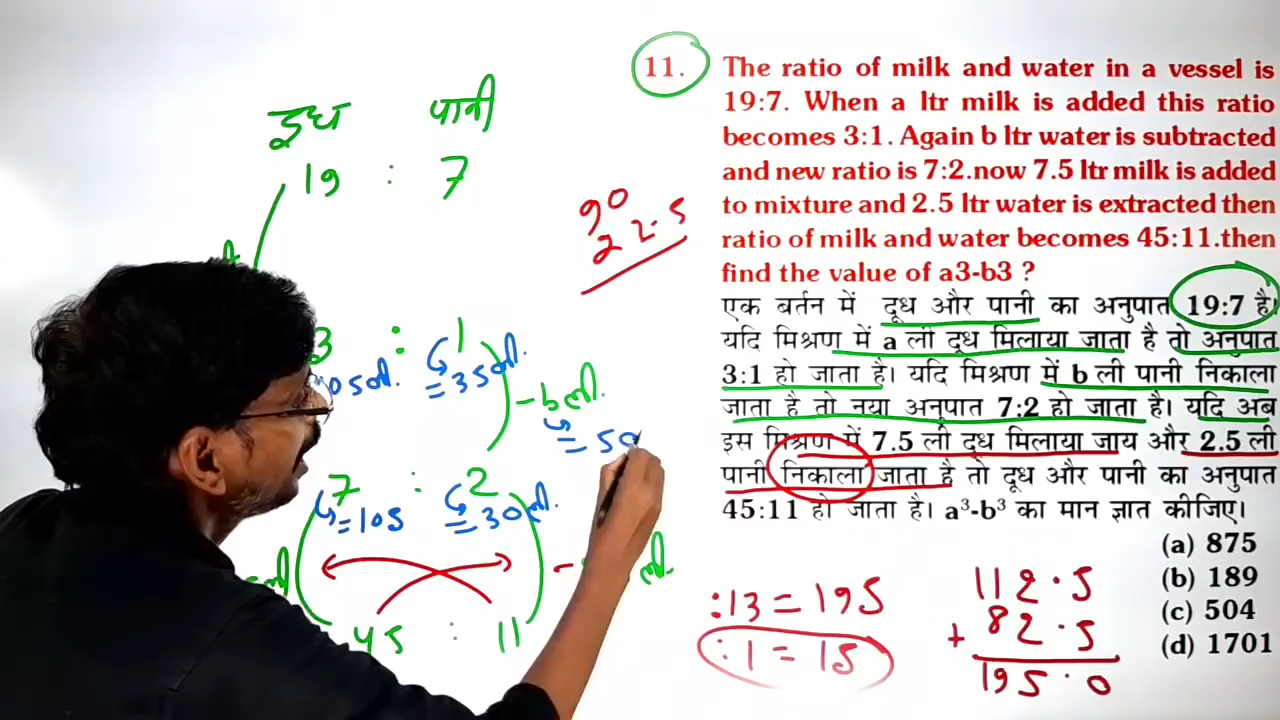 11. The ratio of milk and water in a vessel is
19:7. When a ltr milk is added this ratio
becomes 3:1. Again b ltr water is subtracted
and new ratio is 7:2.now 7.5 ltr milk is added
to mixture and 2.5 ltr water is extracted then
ratio of milk and water becomes 45:11.then
find the value of a3-b3 ?
एक बर्तन में दूध और पानी का अनुपात 19:7 है।
यदि मिश्रण में a ली दूध मिलाया जाता है तो अनुपात
3:1 हो जाता है। यदि मिश्रण में b ली पानी निकाला
जाता है तो नया अनुपात 7:2 हो जाता है। यदि अब
इस मिश्रण में 7.5 ली दूध मिलाया जाय और 2.5 ली
पानी निकाला जाता है तो दूध और पानी का अनुपात
45:11 हो जाता है। a³-b³ का मान ज्ञात कीजिए।
(a) 875
(b) 189
(c) 504
(d) 1701
दूध पानी
19 : 7
90
22.5
3 : 1
105ली. = 35ली.
-bली.
= 5
7 : 2
=105 =30ली.
45 : 11
:13 = 195
:1 = 15
112.5
+ 82.5
195.0